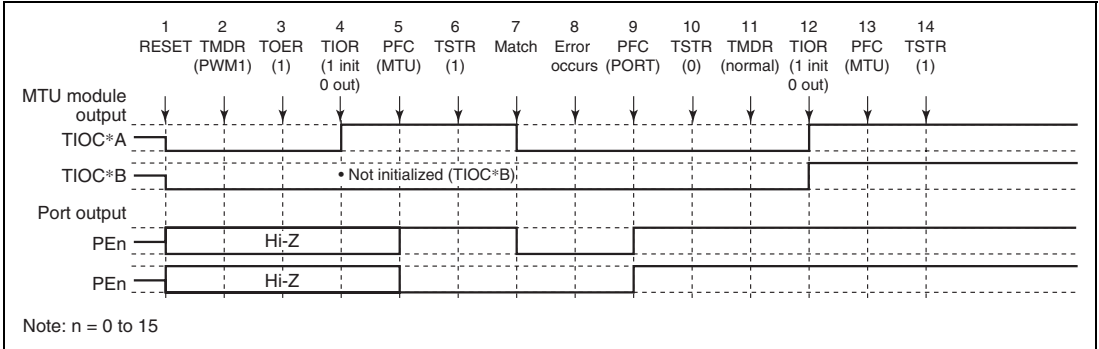 1 2 3 4 5 6 7 8 9 10 11 12 13 14
RESET TMDR TOER TIOR PFC TSTR Match Error PFC TSTR TMDR TIOR PFC TSTR
(PWM1) (1) (1 init (MTU) (1) occurs (PORT) (0) (normal) (1 init (MTU) (1)
0 out) 0 out)
MTU module
output
TIOC*A
TIOC*B • Not initialized (TIOC*B)
Port output
PEn Hi-Z
PEn Hi-Z
Note: n = 0 to 15